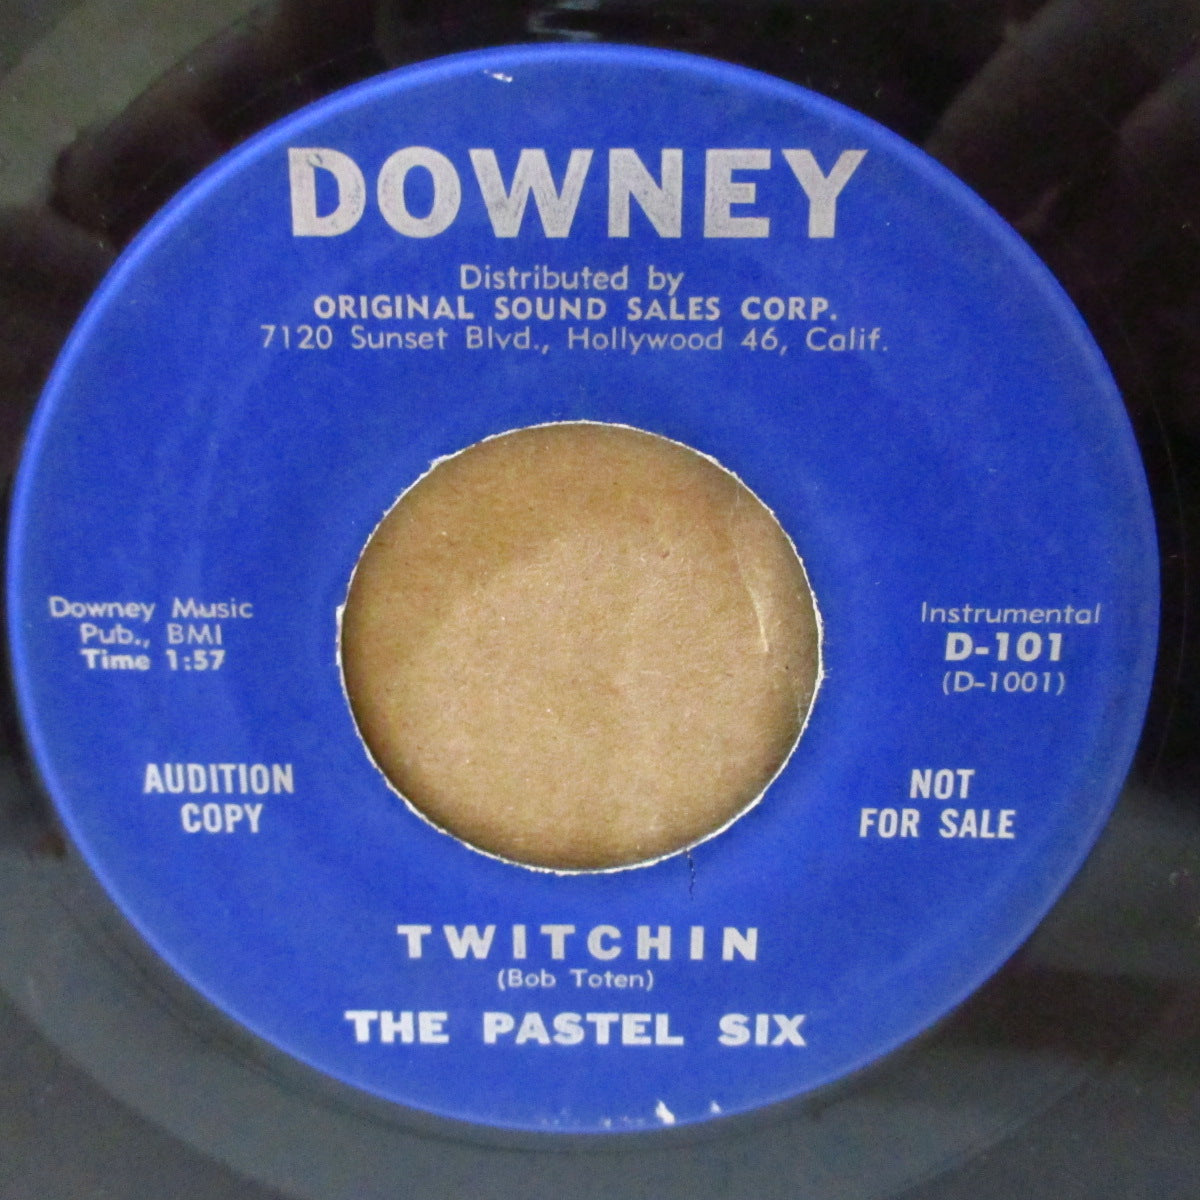 DOWNEY
Distributed by
ORIGINAL SOUND SALES CORP.
7120 Sunset Blvd., Hollywood 46, Calif.
Downey Music
Pub., BMI
Time 1:57
Instrumental
D-101
(D-1001)
AUDITION
COPY
NOT
FOR SALE
TWITCHIN
(Bob Toten)
THE PASTEL SIX